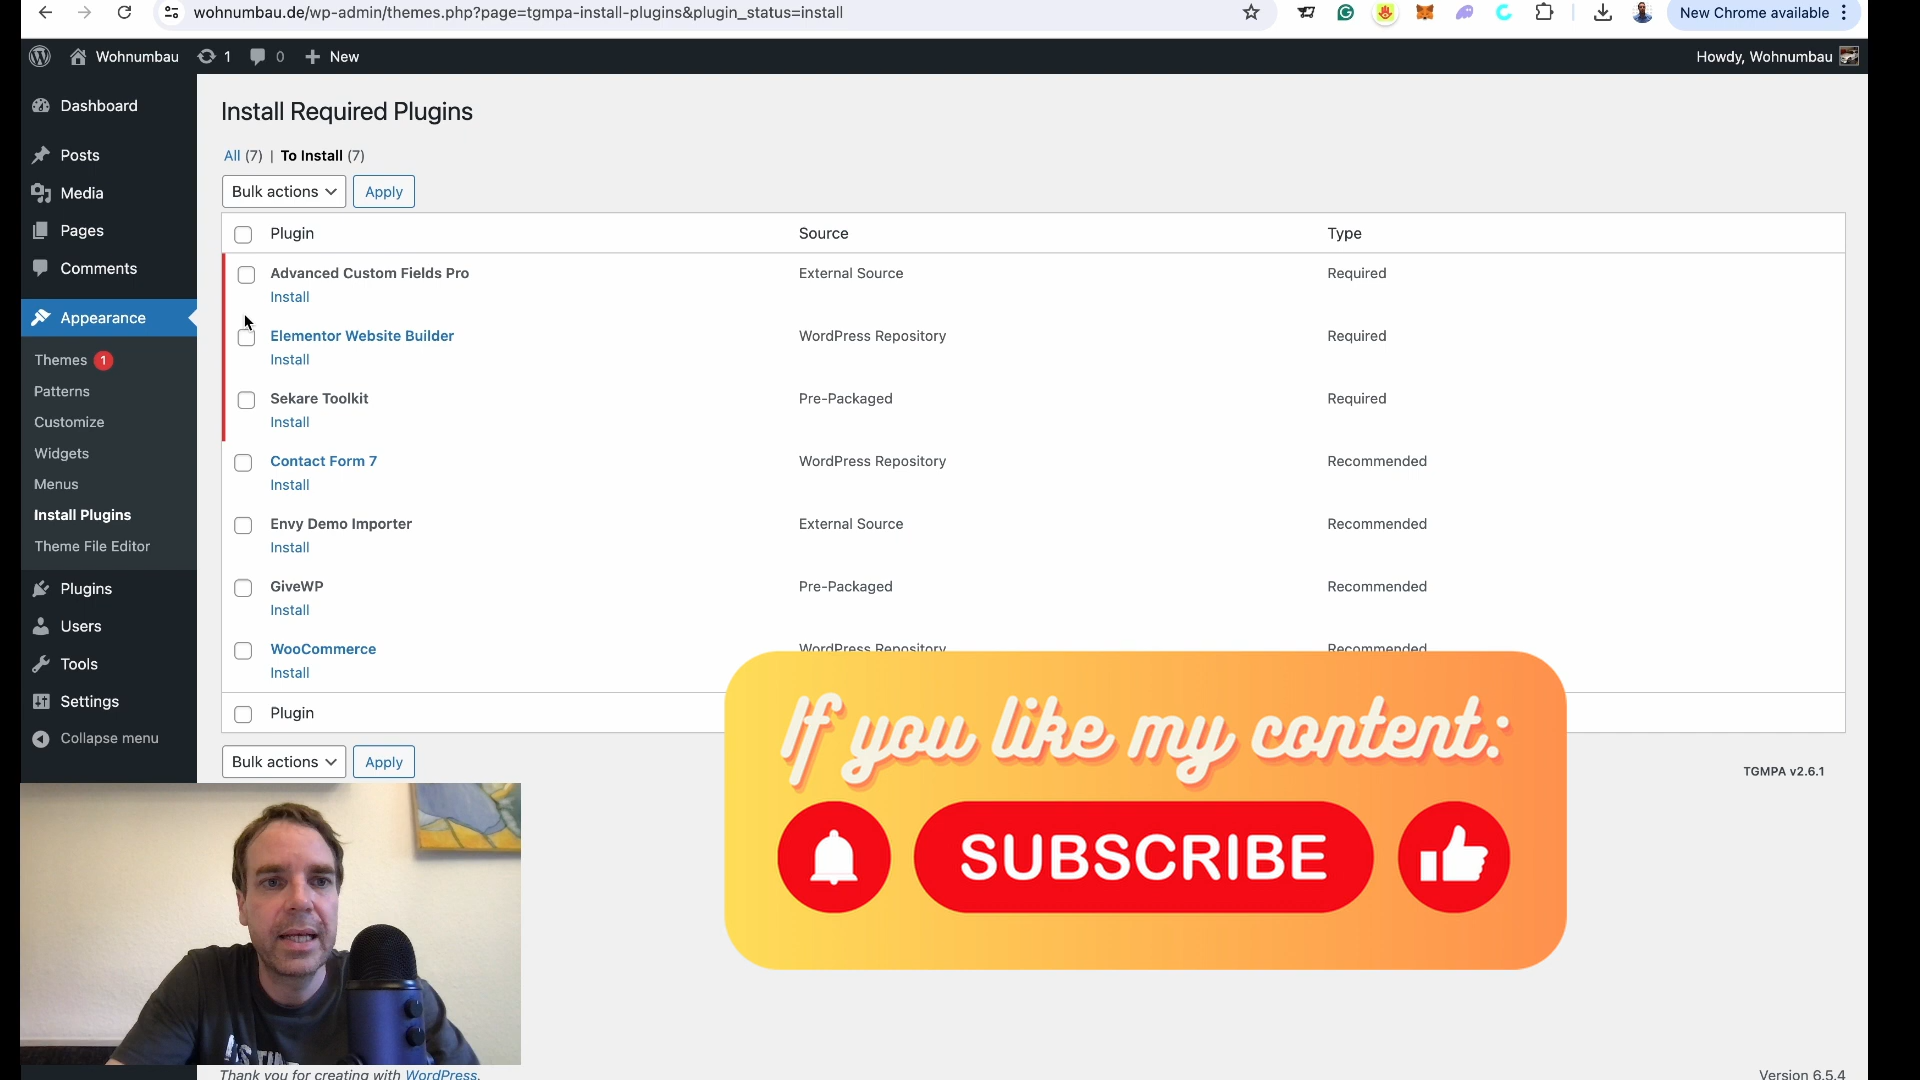 wohnumbau.de/wp-admin/themes.php?page=tgmpa-install-plugins&plugin_status=install
New Chrome available
Wohnumbau
1
0
New
Howdy, Wohnumbau
Dashboard
Posts
Media
Pages
Comments
Appearance
Themes 1
Patterns
Customize
Widgets
Menus
Install Plugins
Theme File Editor
Plugins
Users
Tools
Settings
Collapse menu
Install Required Plugins
All (7) | To Install (7)
Bulk actions Apply
Plugin Source Type
Advanced Custom Fields Pro External Source Required
Install
Elementor Website Builder WordPress Repository Required
Install
Sekare Toolkit Pre-Packaged Required
Install
Contact Form 7 WordPress Repository Recommended
Install
Envy Demo Importer External Source Recommended
Install
GiveWP Pre-Packaged Recommended
Install
WooCommerce WordPress Repository Recommended
Install
Plugin
Bulk actions Apply
TGMPA v2.6.1
If you like my content:
SUBSCRIBE
Thank you for creating with WordPress.
Version 6.5.4